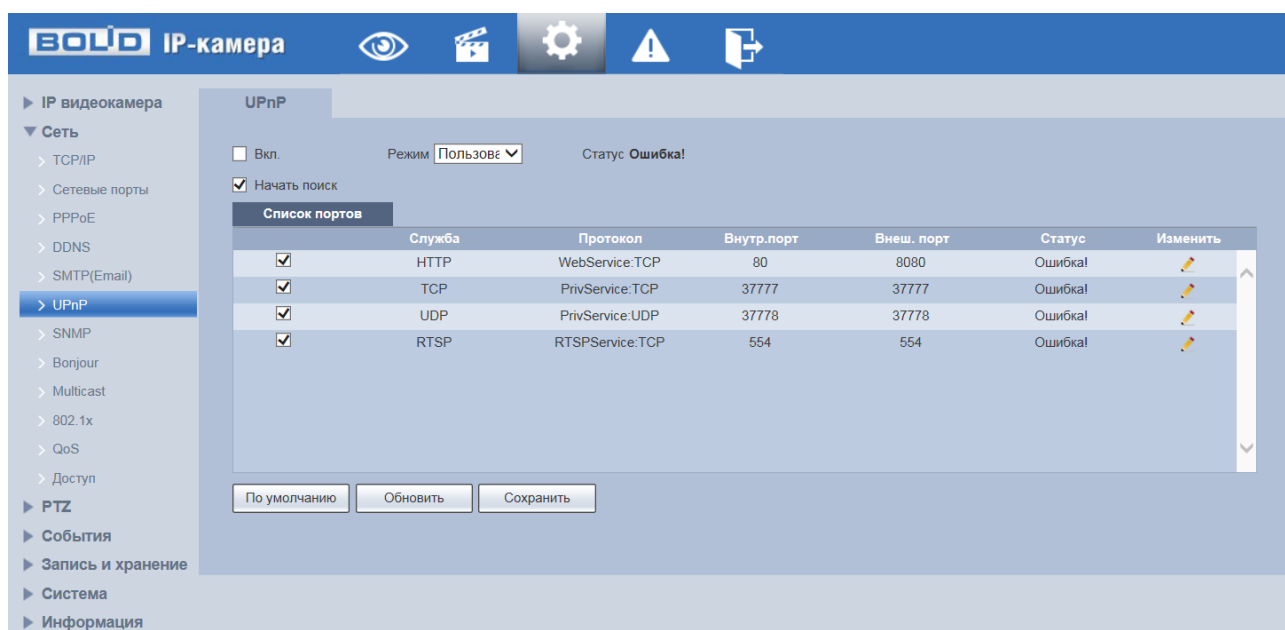 BOLID IP-камера
IP видеокамера
Сеть
TCP/IP
Сетевые порты
PPPoE
DDNS
SMTP(Email)
UPnP
SNMP
Bonjour
Multicast
802.1x
QoS
Доступ
PTZ
События
Запись и хранение
Система
Информация
UPnP
Вкл. Режим Пользова Статус Ошибка!
Начать поиск
Список портов
Служба Протокол Внутр.порт Внеш. порт Статус Изменить
HTTP WebService:TCP 80 8080 Ошибка!
TCP PrivService:TCP 37777 37777 Ошибка!
UDP PrivService:UDP 37778 37778 Ошибка!
RTSP RTSPService:TCP 554 554 Ошибка!
По умолчанию Обновить Сохранить